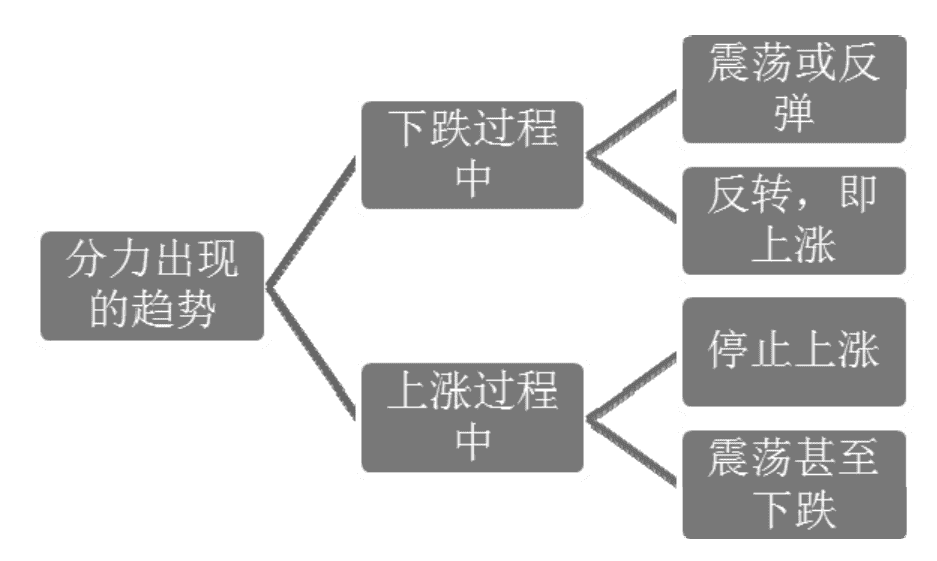 分力出现
的趋势
下跌过程
中
震荡或反
弹
反转，即
上涨
上涨过程
中
停止上涨
震荡甚至
下跌